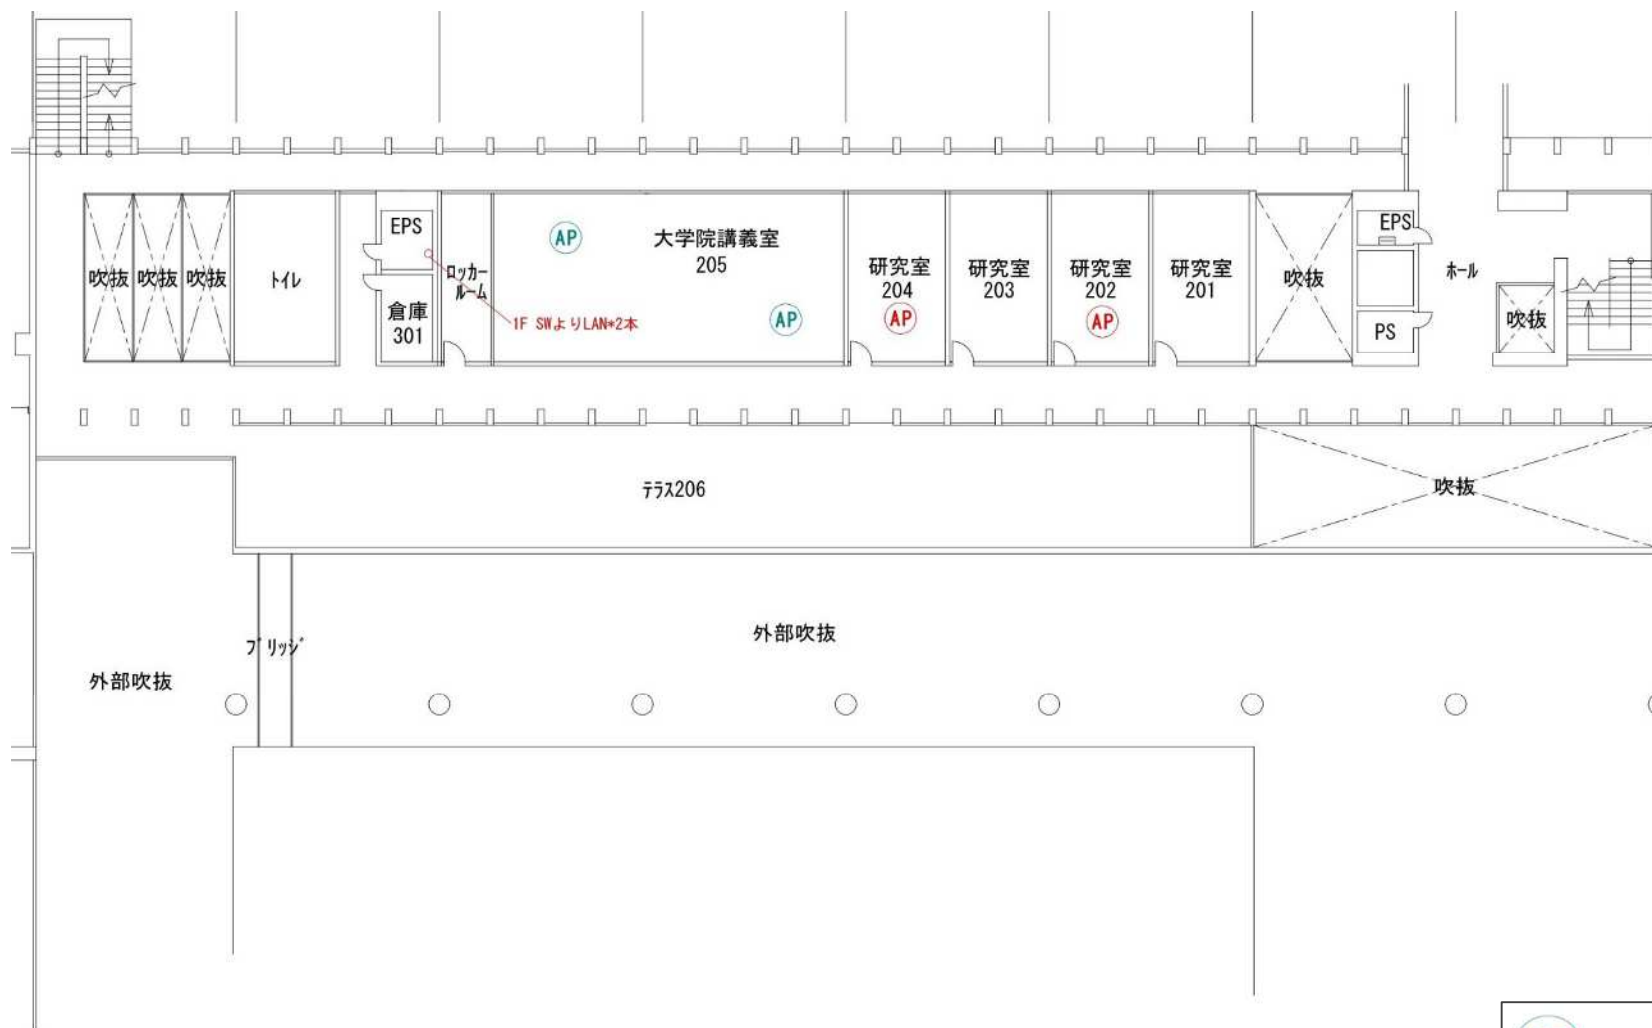 EPS
EPS
AP
大学院講義室
205
吹抜
吹抜
吹抜
トイレ
ロッカー
ルーム
研究室
204
研究室
203
研究室
202
研究室
201
吹抜
ホール
倉庫
301
1F SWよりLAN*2本
AP
AP
AP
PS
吹抜
テラス206
吹抜
ブリッジ
外部吹抜
外部吹抜